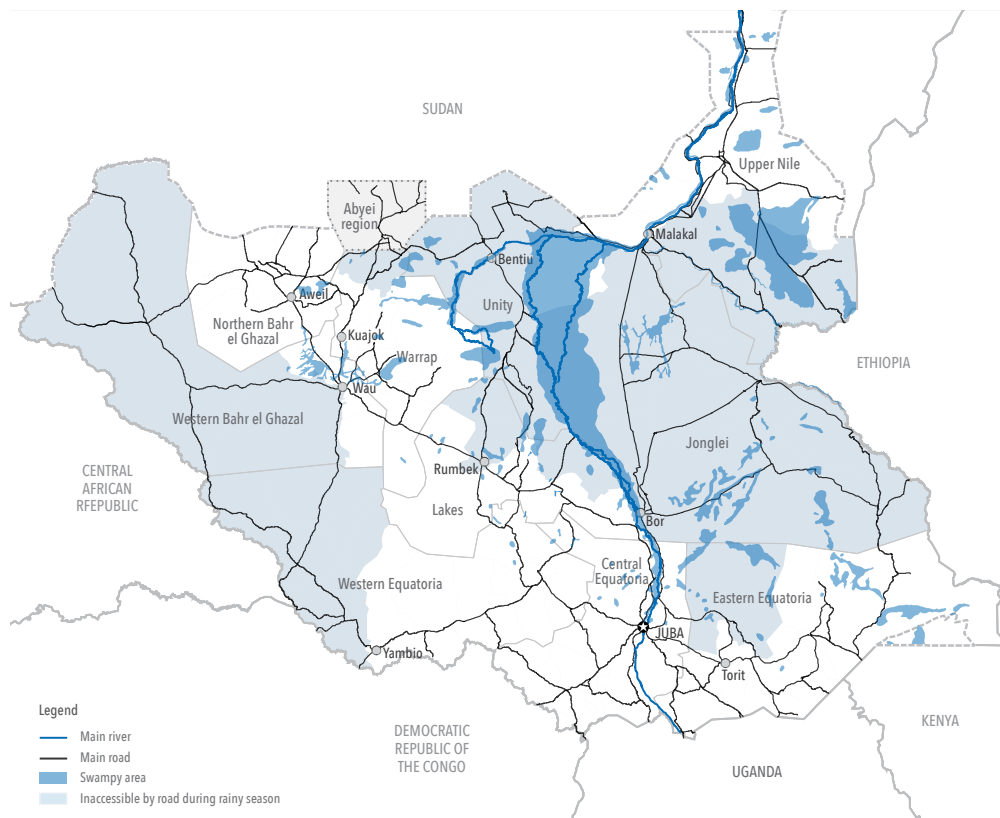 SUDAN
Upper Nile
Abyei
region
Malakal
Bentiu
Aweil
Unity
Northern Bahr
el Ghazal
Kuajok
Warrap
ETHIOPIA
Wau
Western Bahr el Ghazal
Jonglei
CENTRAL
AFRICAN
RFEPUBLIC
Rumbek
Lakes
Bor
Central
Equatoria
Western Equatoria
Eastern Equatoria
JUBA
Yambio
Torit
Legend
Main river
Main road
Swampy area
Inaccessible by road during rainy season
DEMOCRATIC
REPUBLIC OF
THE CONGO
UGANDA
KENYA